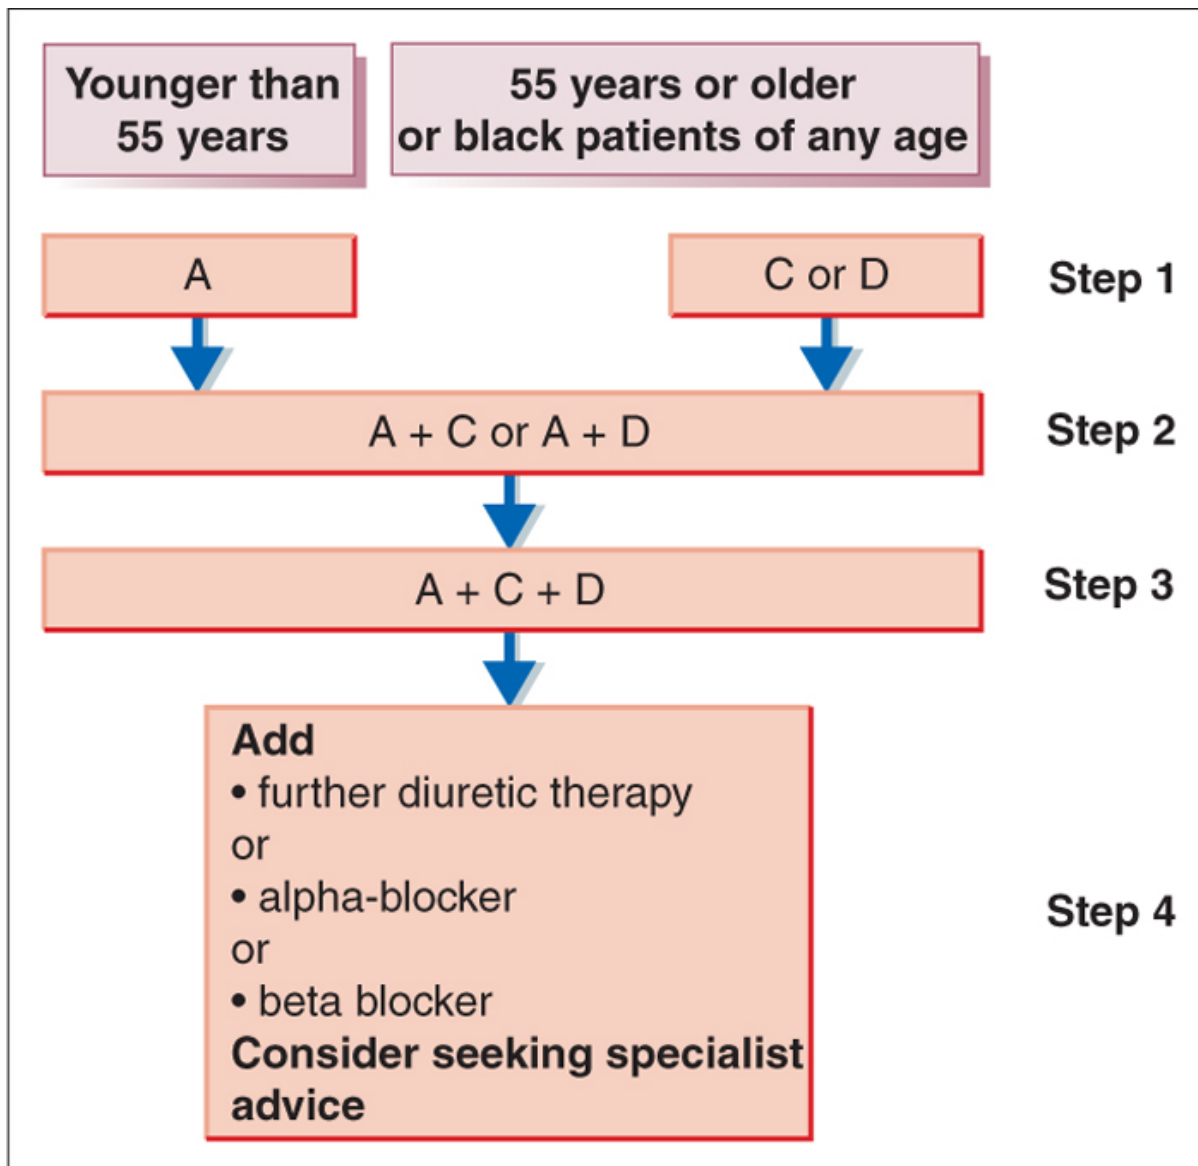 Younger than
55 years
55 years or older
or black patients of any age
A
C or D
Step 1
A + C or A + D
Step 2
A + C + D
Step 3
Add
• further diuretic therapy
or
• alpha-blocker
or
• beta blocker
Consider seeking specialist
advice
Step 4